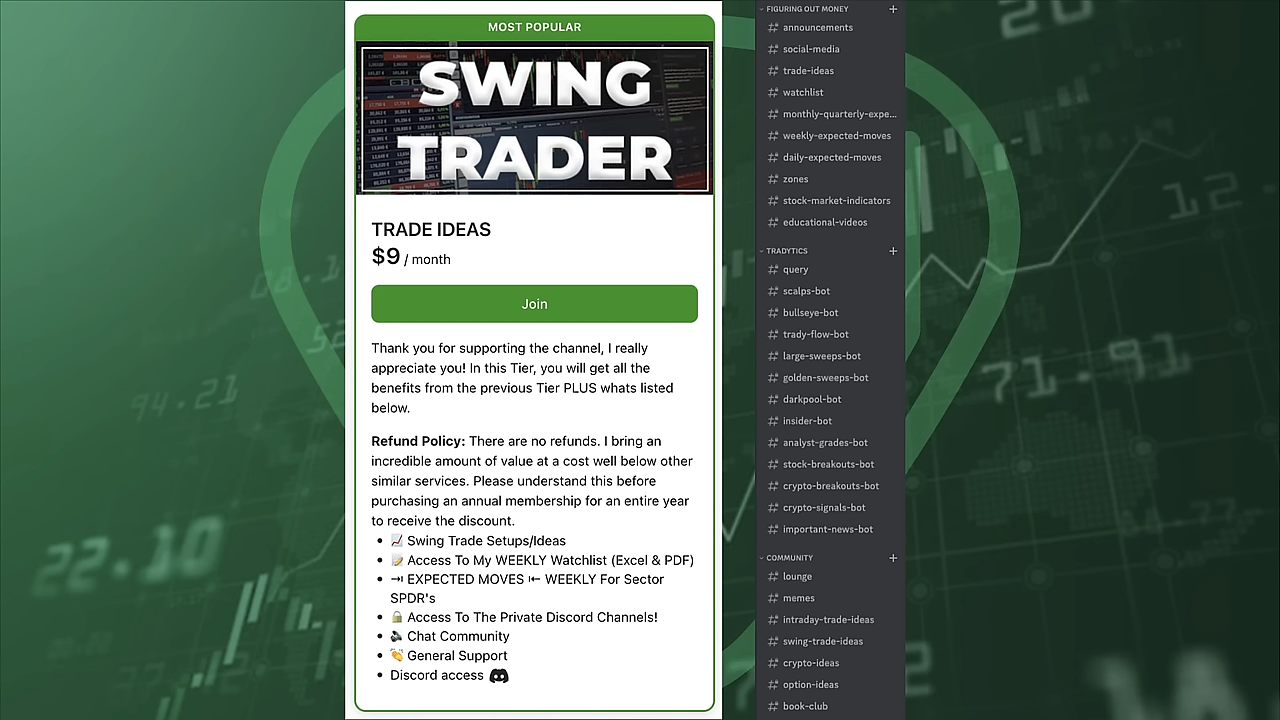 MOST POPULAR
SWING
TRADER
TRADE IDEAS
$9 / month
Join
Thank you for supporting the channel, I really
appreciate you! In this Tier, you will get all the
benefits from the previous Tier PLUS whats listed
below.
Refund Policy: There are no refunds. I bring an
incredible amount of value at a cost well below other
similar services. Please understand this before
purchasing an annual membership for an entire year
to receive the discount.
• 📈 Swing Trade Setups/Ideas
• 📝 Access To My WEEKLY Watchlist (Excel & PDF)
• ⇥ EXPECTED MOVES ⇤ WEEKLY For Sector
SPDR's
• 🔒 Access To The Private Discord Channels!
• 🔊 Chat Community
• 👏 General Support
• Discord access
FIGURING OUT MONEY +
announcements
social-media
trade-ideas
watchlist
monthly-quarterly-expe...
weekly-expected-moves
daily-expected-moves
zones
stock-market-indicators
educational-videos
TRADYTICS +
query
scalps-bot
bullseye-bot
trady-flow-bot
large-sweeps-bot
golden-sweeps-bot
darkpool-bot
insider-bot
analyst-grades-bot
stock-breakouts-bot
crypto-breakouts-bot
crypto-signals-bot
important-news-bot
COMMUNITY +
lounge
memes
intraday-trade-ideas
swing-trade-ideas
crypto-ideas
option-ideas
book-club
94.21
22.10
71.91
12